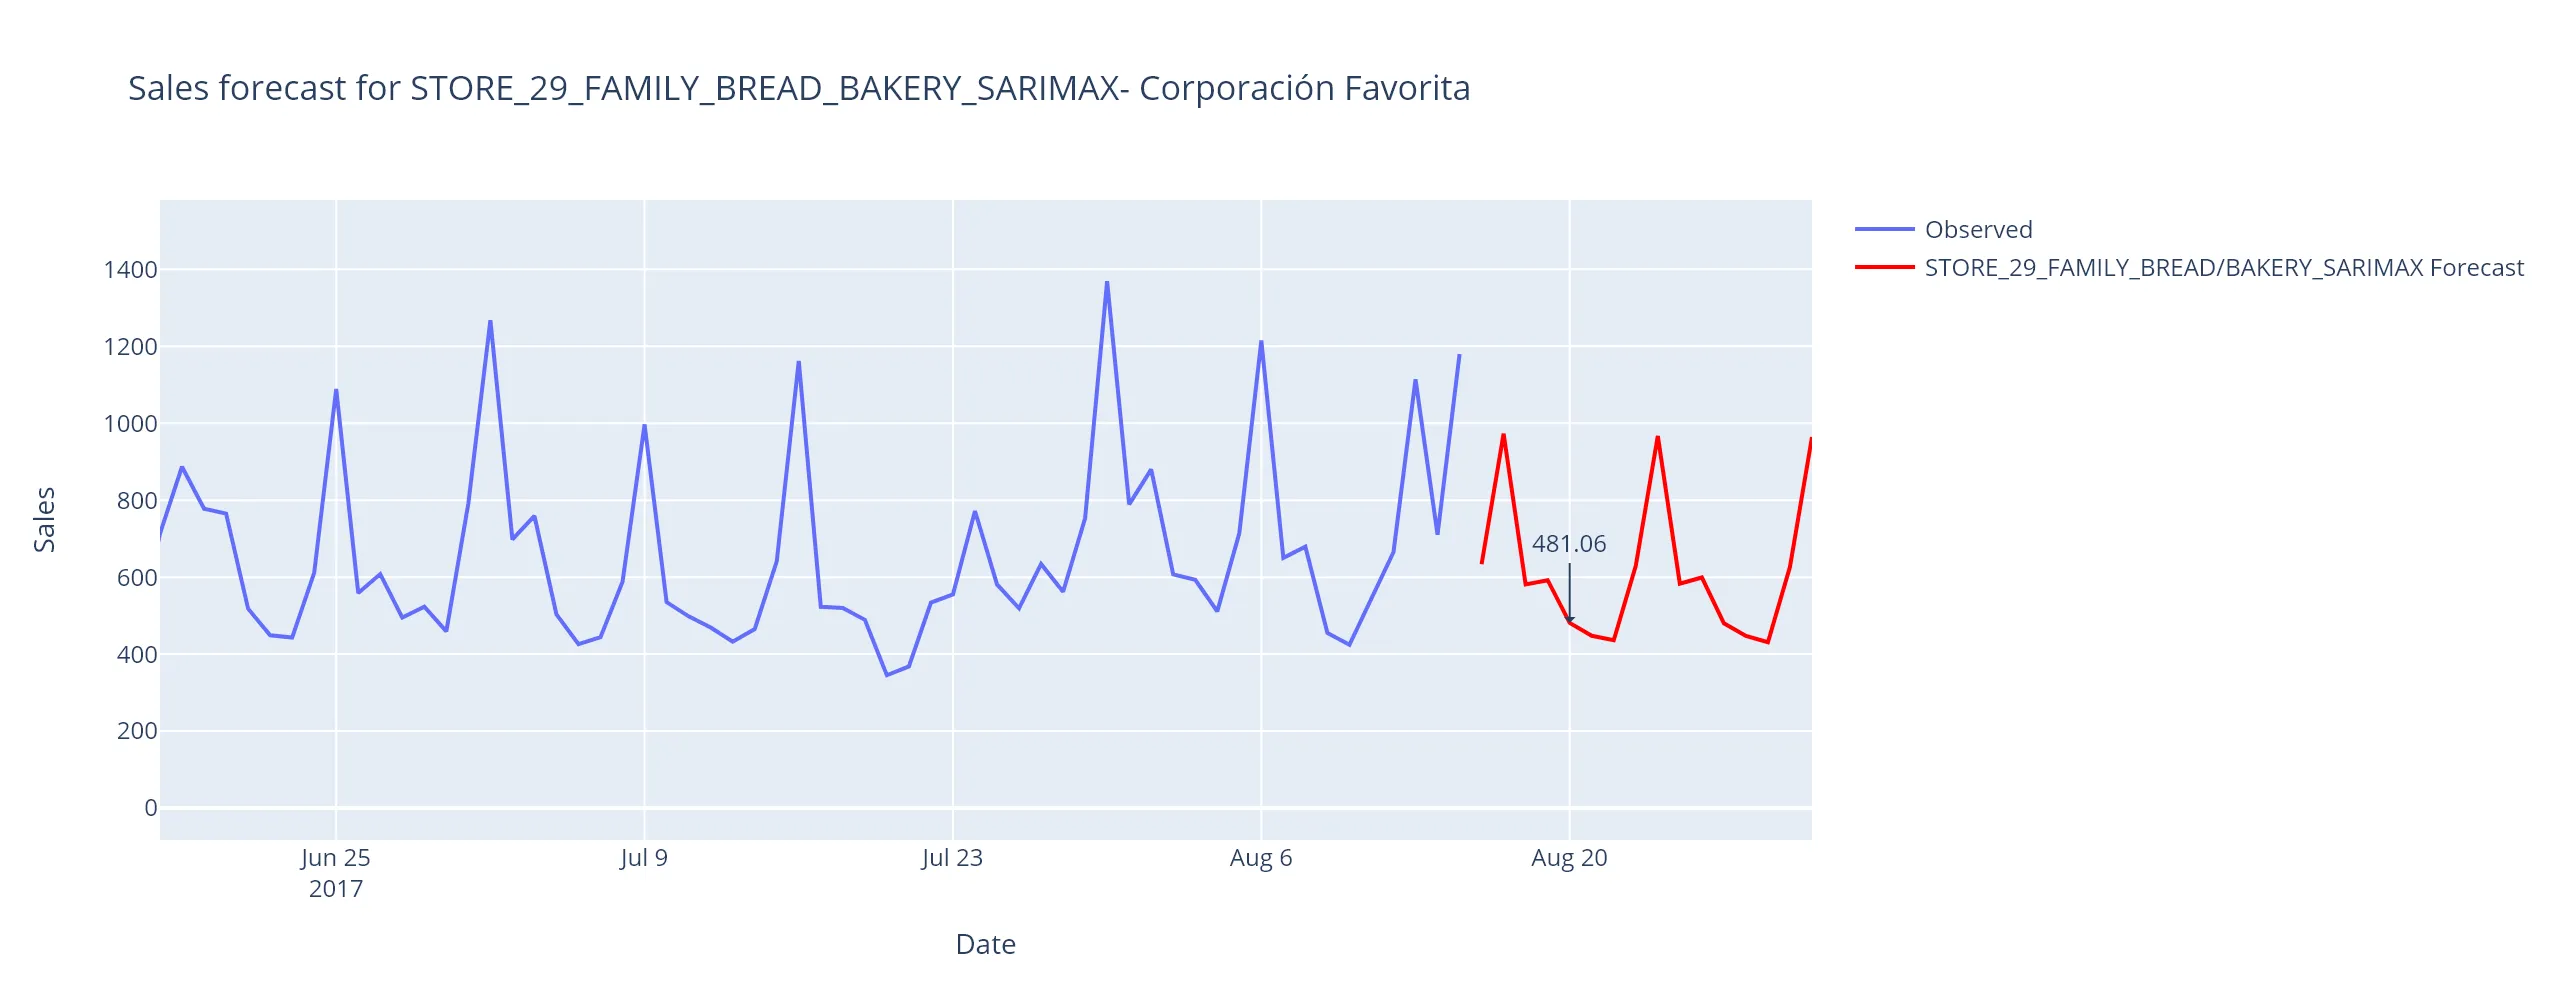 Sales forecast for STORE_29_FAMILY_BREAD_BAKERY_SARIMAX- Corporación Favorita
Observed
STORE_29_FAMILY_BREAD/BAKERY_SARIMAX Forecast
1400
1200
1000
800
600
400
200
0
Sales
481.06
Jun 25
2017
Jul 9
Jul 23
Aug 6
Aug 20
Date